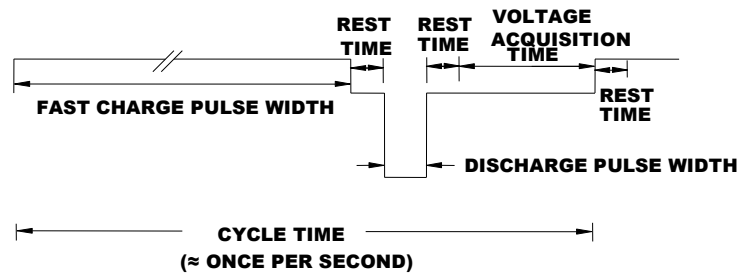 REST
TIME
REST
TIME
VOLTAGE
ACQUISITION
TIME
REST
TIME
FAST CHARGE PULSE WIDTH
DISCHARGE PULSE WIDTH
CYCLE TIME
(≈ ONCE PER SECOND)